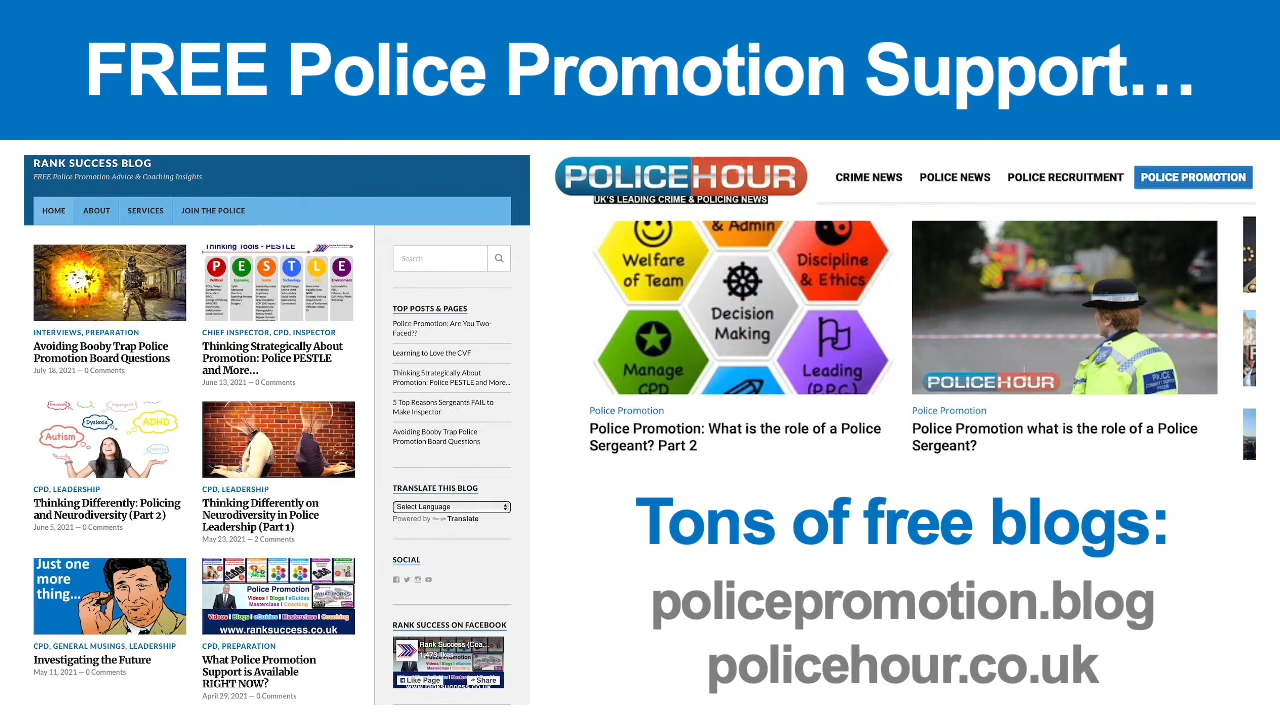 FREE Police Promotion Support…
RANK SUCCESS BLOG
FREE Police Promotion Advice & Coaching Insights
HOME
ABOUT
SERVICES
JOIN THE POLICE
Thinking Tools - PESTLE
P E S T L E
INTERVIEWS, PREPARATION
Avoiding Booby Trap Police
Promotion Board Questions
July 18, 2021 — 0 Comments
CHIEF INSPECTOR, CPD, INSPECTOR
Thinking Strategically About
Promotion: Police PESTLE
and More…
June 13, 2021 — 0 Comments
Dyslexia
ADHD
Autism
CPD, LEADERSHIP
Thinking Differently: Policing
and Neurodiversity (Part 2)
June 5, 2021 — 0 Comments
CPD, LEADERSHIP
Thinking Differently on
Neurodiversity in Police
Leadership (Part 1)
May 23, 2021 — 2 Comments
Just one
more
thing...
CPD, GENERAL MUSINGS, LEADERSHIP
Investigating the Future
May 11, 2021 — 0 Comments
Police Promotion
Videos I Blogs I eGuides
Masterclass I Coaching
www.ranksuccess.co.uk
CPD, PREPARATION
What Police Promotion
Support is Available
RIGHT NOW?
April 29, 2021 — 0 Comments
Search
TOP POSTS & PAGES
Police Promotion: Are You Two-
Faced??
Learning to Love the CVF
Thinking Strategically About
Promotion: Police PESTLE and More...
5 Top Reasons Sergeants FAIL to
Make Inspector
Avoiding Booby Trap Police
Promotion Board Questions
TRANSLATE THIS BLOG
Select Language
Powered by Google Translate
SOCIAL
RANK SUCCESS ON FACEBOOK
Rank Success (Coa...
1,473 likes
Like Page
Share
POLICEHOUR
UK'S LEADING CRIME & POLICING NEWS
CRIME NEWS
POLICE NEWS
POLICE RECRUITMENT
POLICE PROMOTION
& Admin
Welfare
of Team
Discipline
& Ethics
Decision
Making
Manage
CPD
Leading
(P.P.C.)
POLICEHOUR
Police Promotion
Police Promotion: What is the role of a Police
Sergeant? Part 2
Police Promotion
Police Promotion what is the role of a Police
Sergeant?
Tons of free blogs:
policepromotion.blog
policehour.co.uk